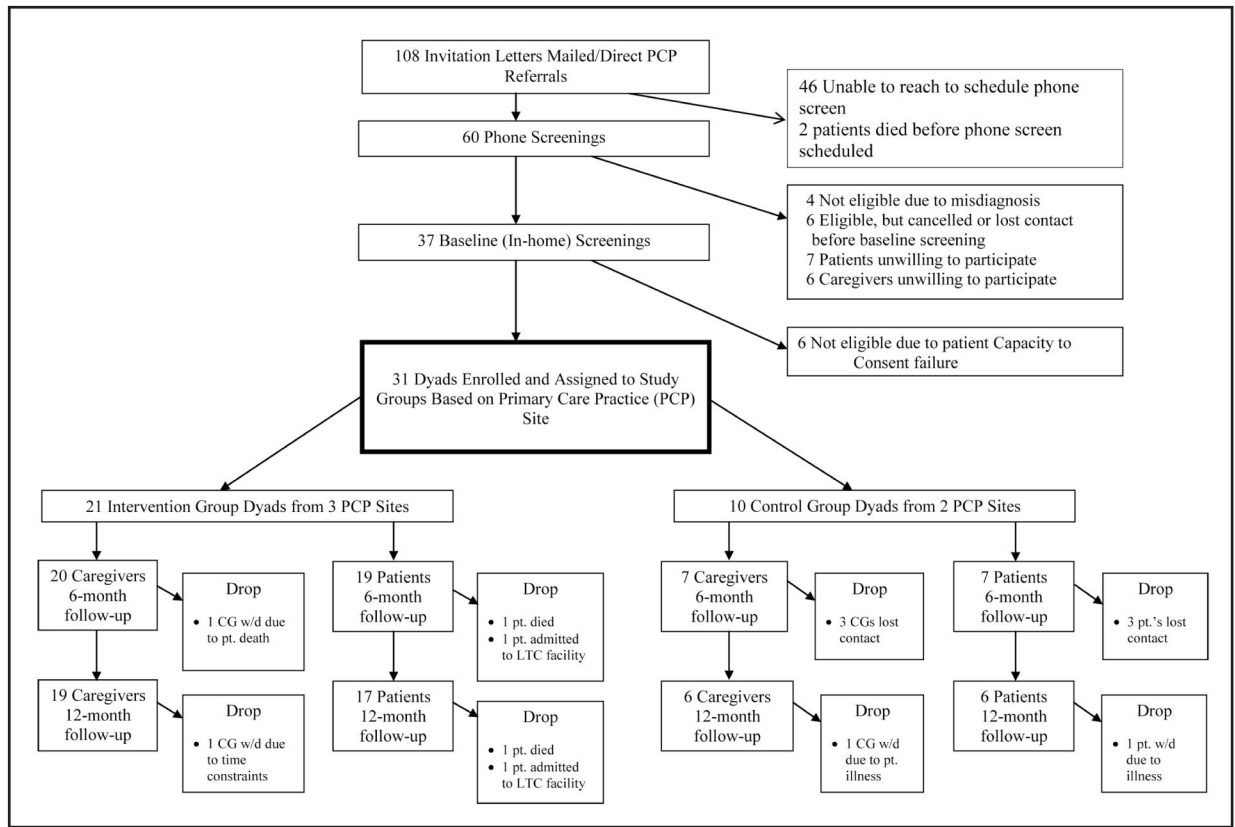 108 Invitation Letters Mailed/Direct PCP
Referrals
46 Unable to reach to schedule phone
screen
2 patients died before phone screen
scheduled
60 Phone Screenings
4 Not eligible due to misdiagnosis
6 Eligible, but cancelled or lost contact
before baseline screening
7 Patients unwilling to participate
6 Caregivers unwilling to participate
37 Baseline (In-home) Screenings
6 Not eligible due to patient Capacity to
Consent failure
31 Dyads Enrolled and Assigned to Study
Groups Based on Primary Care Practice (PCP)
Site
21 Intervention Group Dyads from 3 PCP Sites
10 Control Group Dyads from 2 PCP Sites
20 Caregivers
6-month
follow-up
Drop
• 1 CG w/d due
to pt. death
19 Patients
6-month
follow-up
Drop
• 1 pt. died
• 1 pt. admitted
to LTC facility
7 Caregivers
6-month
follow-up
Drop
• 3 CGs lost
contact
7 Patients
6-month
follow-up
Drop
• 3 pt.'s lost
contact
19 Caregivers
12-month
follow-up
Drop
• 1 CG w/d due
to time
constraints
17 Patients
12-month
follow-up
Drop
• 1 pt. died
• 1 pt. admitted
to LTC facility
6 Caregivers
12-month
follow-up
Drop
• 1 CG w/d
due to pt.
illness
6 Patients
12-month
follow-up
Drop
• 1 pt. w/d
due to
illness